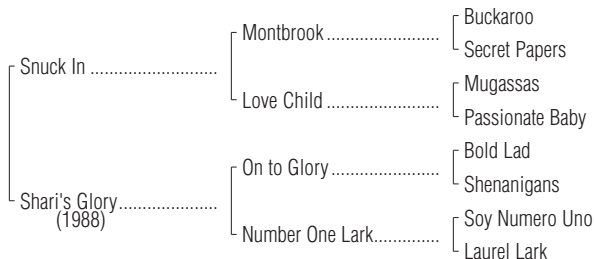 Buckaroo
Montbrook
Secret Papers
Snuck In
Mugassas
Love Child
Passionate Baby
Bold Lad
On to Glory
Shenanigans
Shari's Glory
(1988)
Soy Numero Uno
Number One Lark
Laurel Lark